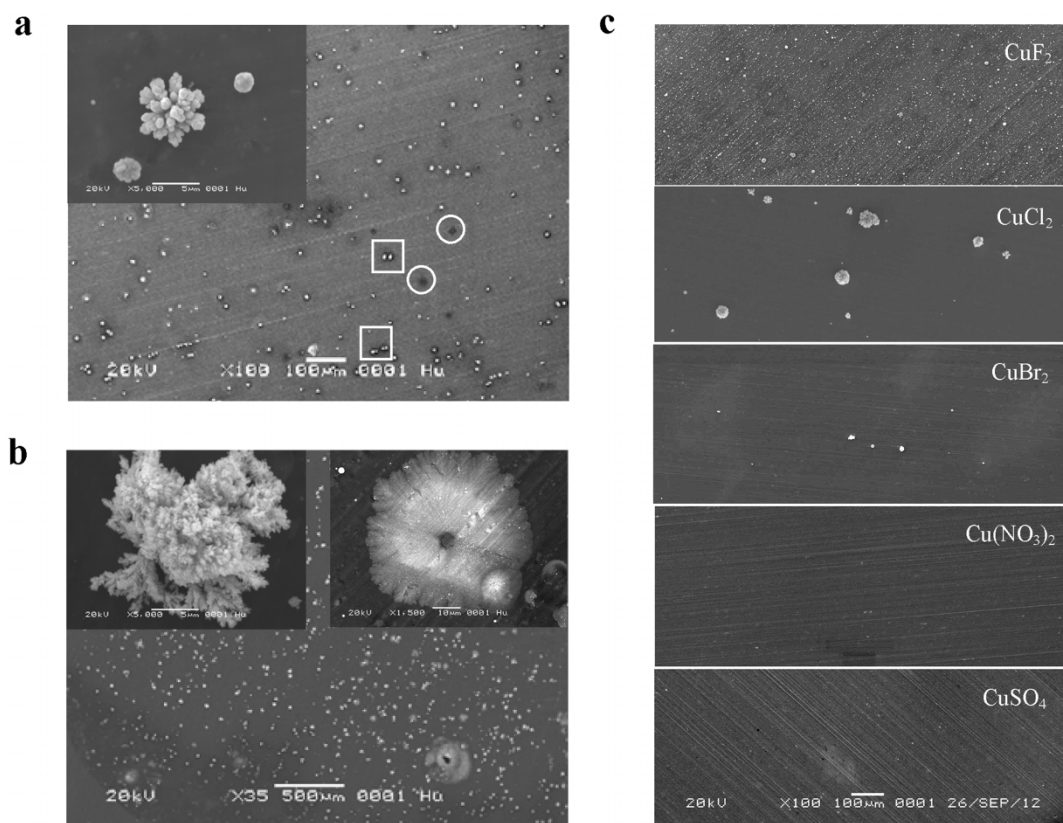 a
20kV X5,000 5μm 0001 Hu
20kV X100 100μm 0001 Hu
b
20kV X5,000 5μm 0001 Hu
20kV X1,500 10μm 0001 Hu
20kV X35 500μm 0001 Hu
c
CuF₂
CuCl₂
CuBr₂
Cu(NO₃)₂
CuSO₄
20kV X100 100μm 0001 26/SEP/12